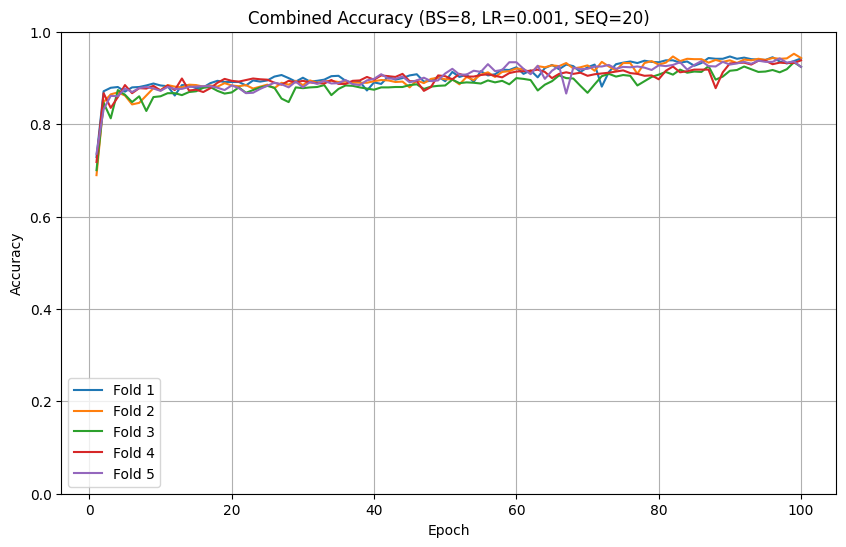 Combined Accuracy (BS=8, LR=0.001, SEQ=20)
Accuracy
1.0
0.8
0.6
0.4
0.2
0.0
Fold 1
Fold 2
Fold 3
Fold 4
Fold 5
0 20 40 60 80 100
Epoch